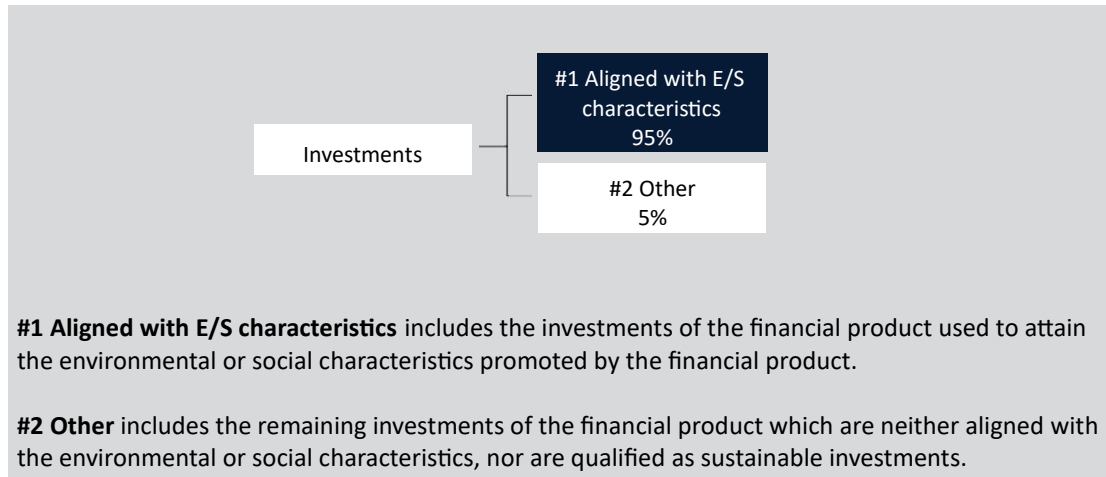 #1 Aligned with E/S
characteristics
95%
Investments
#2 Other
5%
#1 Aligned with E/S characteristics includes the investments of the financial product used to attain
the environmental or social characteristics promoted by the financial product.
#2 Other includes the remaining investments of the financial product which are neither aligned with
the environmental or social characteristics, nor are qualified as sustainable investments.